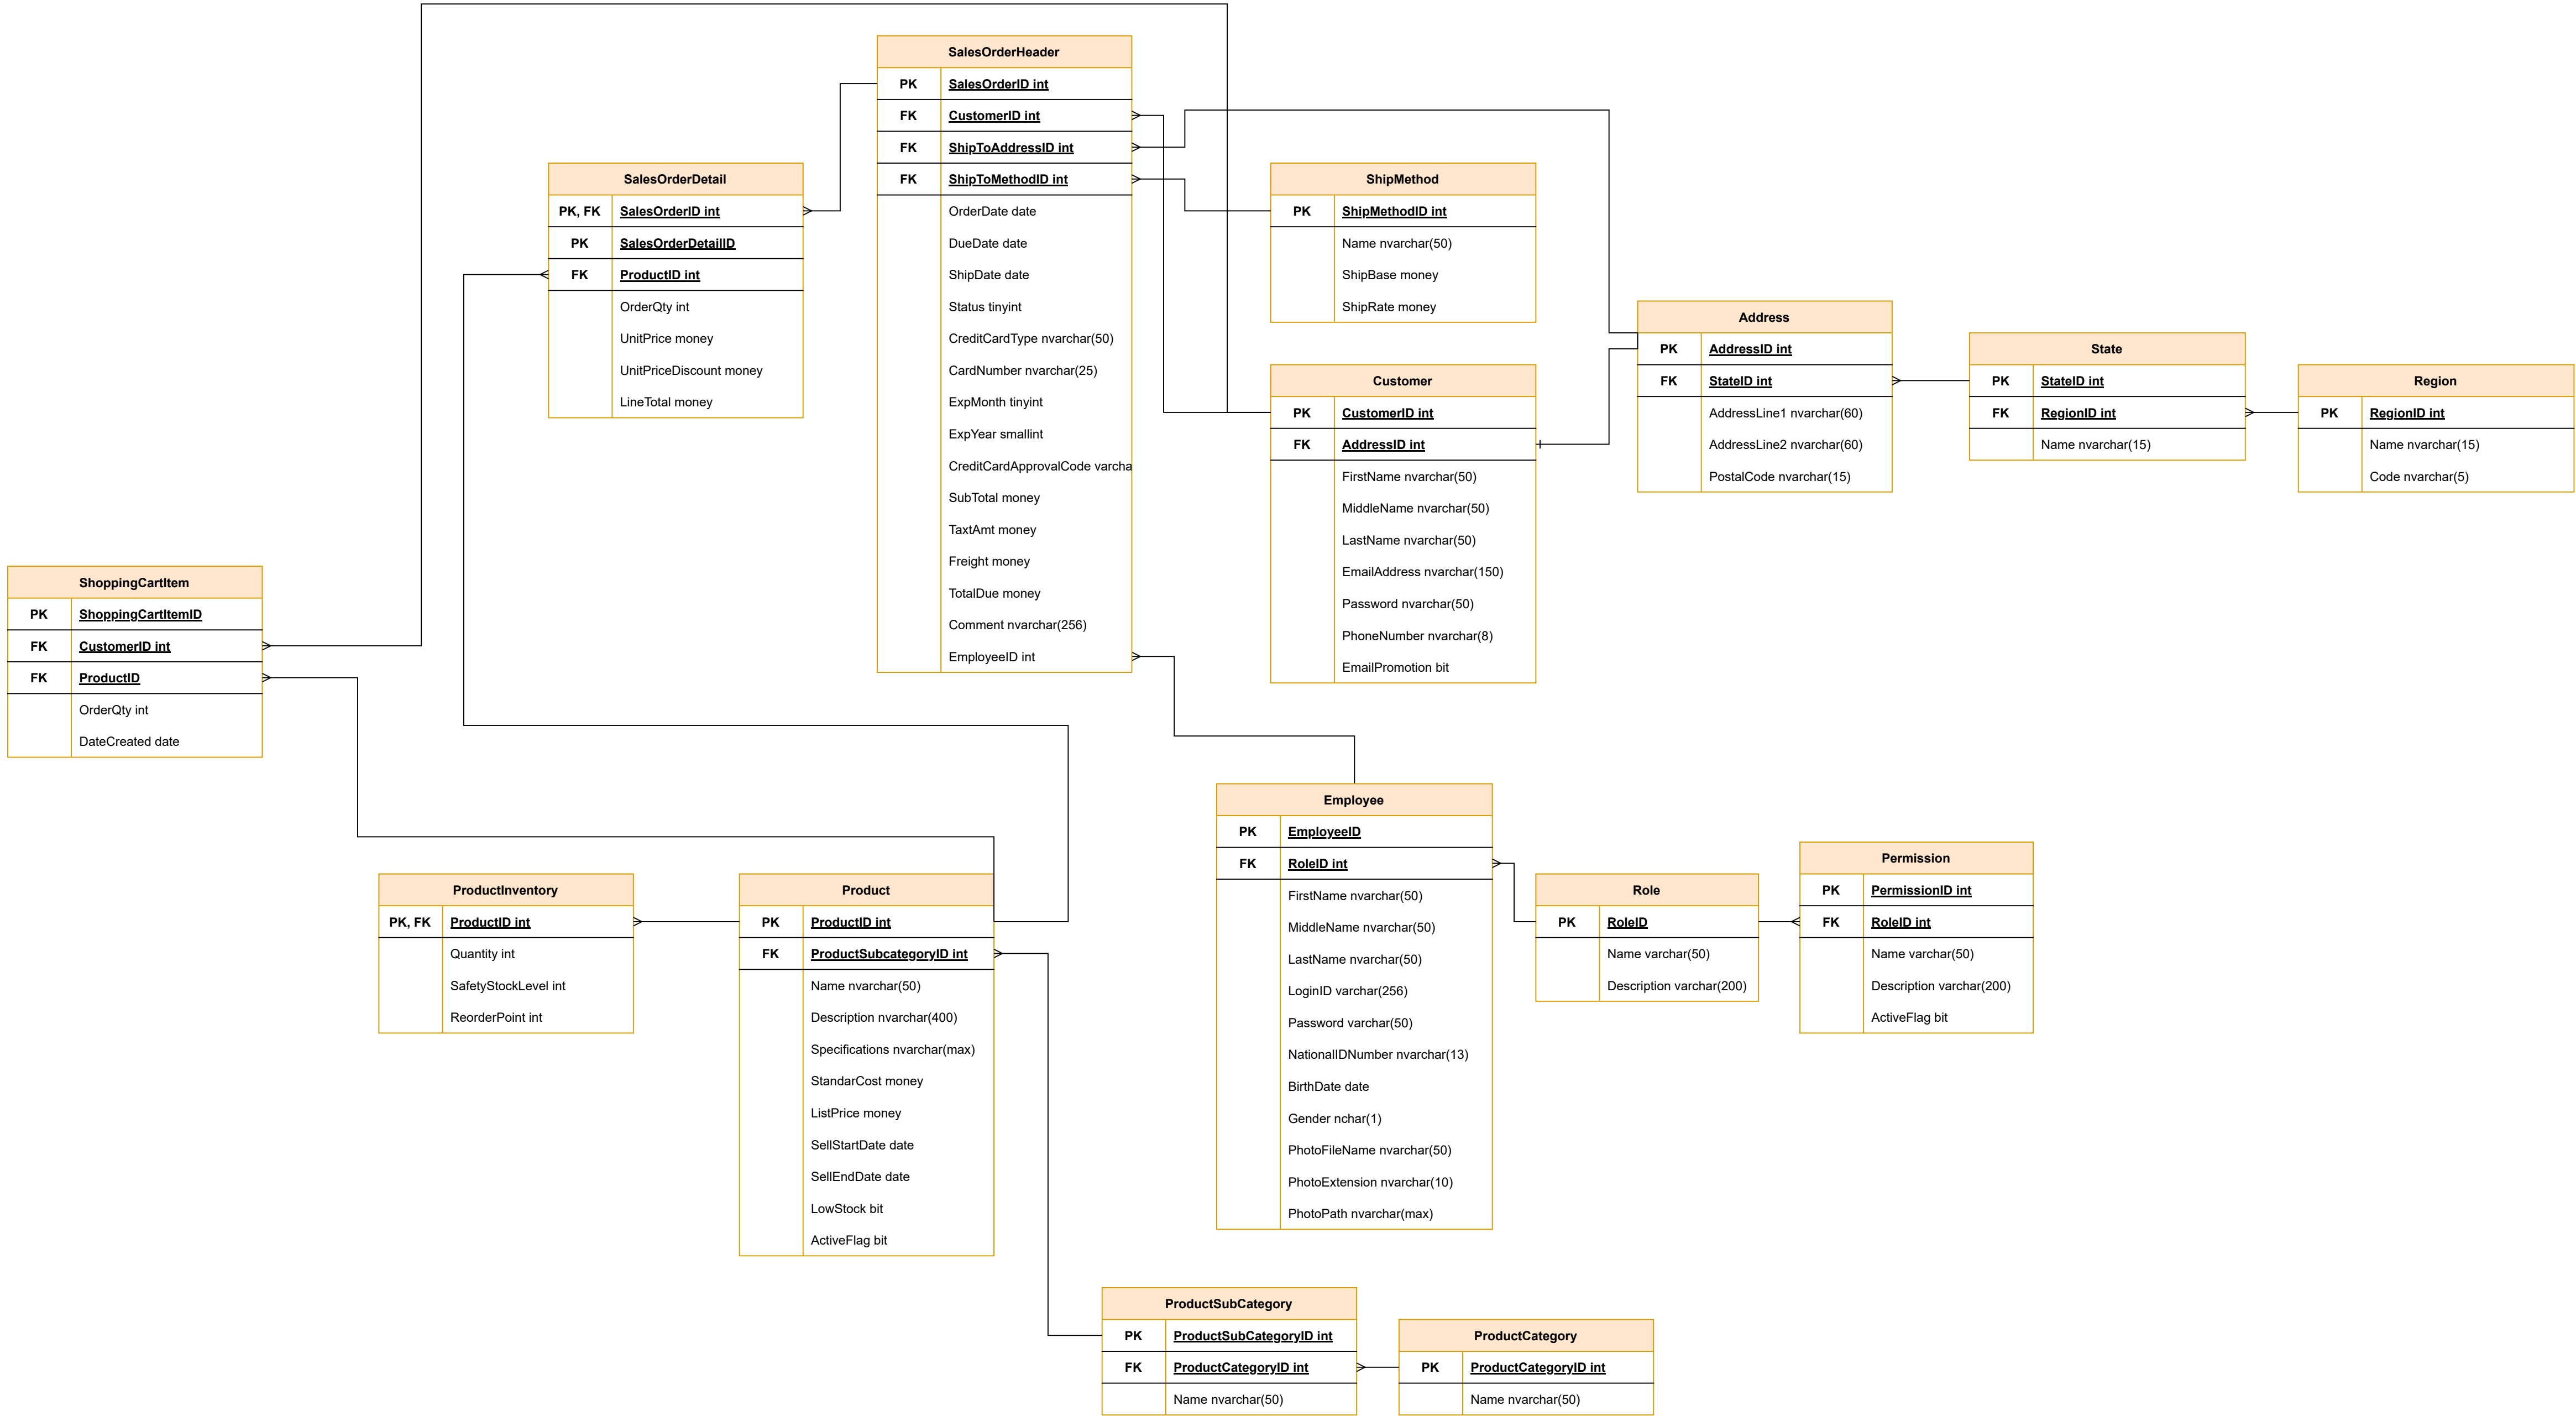 SalesOrderHeader
PK SalesOrderID int
FK CustomerID int
FK ShipToAddressID int
FK ShipToMethodID int
OrderDate date
DueDate date
ShipDate date
Status tinyint
CreditCardType nvarchar(50)
CardNumber nvarchar(25)
ExpMonth tinyint
ExpYear smallint
CreditCardApprovalCode varcha
SubTotal money
TaxtAmt money
Freight money
TotalDue money
Comment nvarchar(256)
EmployeeID int
SalesOrderDetail
PK, FK SalesOrderID int
PK SalesOrderDetailID
FK ProductID int
OrderQty int
UnitPrice money
UnitPriceDiscount money
LineTotal money
ShipMethod
PK ShipMethodID int
Name nvarchar(50)
ShipBase money
ShipRate money
Customer
PK CustomerID int
FK AddressID int
FirstName nvarchar(50)
MiddleName nvarchar(50)
LastName nvarchar(50)
EmailAddress nvarchar(150)
Password nvarchar(50)
PhoneNumber nvarchar(8)
EmailPromotion bit
Address
PK AddressID int
FK StateID int
AddressLine1 nvarchar(60)
AddressLine2 nvarchar(60)
PostalCode nvarchar(15)
State
PK StateID int
FK RegionID int
Name nvarchar(15)
Region
PK RegionID int
Name nvarchar(15)
Code nvarchar(5)
ShoppingCartItem
PK ShoppingCartItemID
FK CustomerID int
FK ProductID
OrderQty int
DateCreated date
ProductInventory
PK, FK ProductID int
Quantity int
SafetyStockLevel int
ReorderPoint int
Product
PK ProductID int
FK ProductSubcategoryID int
Name nvarchar(50)
Description nvarchar(400)
Specifications nvarchar(max)
StandarCost money
ListPrice money
SellStartDate date
SellEndDate date
LowStock bit
ActiveFlag bit
Employee
PK EmployeeID
FK RoleID int
FirstName nvarchar(50)
MiddleName nvarchar(50)
LastName nvarchar(50)
LoginID varchar(256)
Password varchar(50)
NationalIDNumber nvarchar(13)
BirthDate date
Gender nchar(1)
PhotoFileName nvarchar(50)
PhotoExtension nvarchar(10)
PhotoPath nvarchar(max)
Role
PK RoleID
Name varchar(50)
Description varchar(200)
Permission
PK PermissionID int
FK RoleID int
Name varchar(50)
Description varchar(200)
ActiveFlag bit
ProductSubCategory
PK ProductSubCategoryID int
FK ProductCategoryID int
Name nvarchar(50)
ProductCategory
PK ProductCategoryID int
Name nvarchar(50)